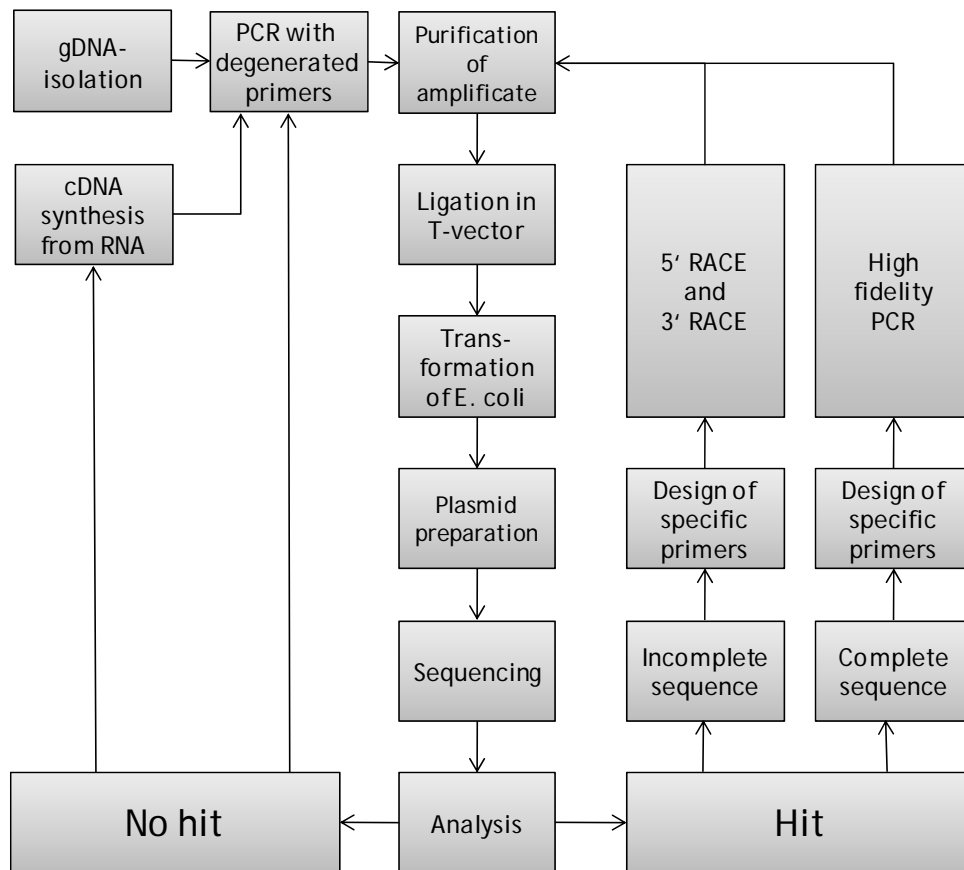 gDNA-
isolation
PCR with
degenerated
primers
Purification
of
amplificate
cDNA
synthesis
from RNA
Ligation in
T-vector
5‘ RACE
and
3‘ RACE
High
fidelity
PCR
Trans-
formation
of E. coli
Plasmid
preparation
Design of
specific
primers
Design of
specific
primers
Sequencing
Incomplete
sequence
Complete
sequence
No hit
Analysis
Hit